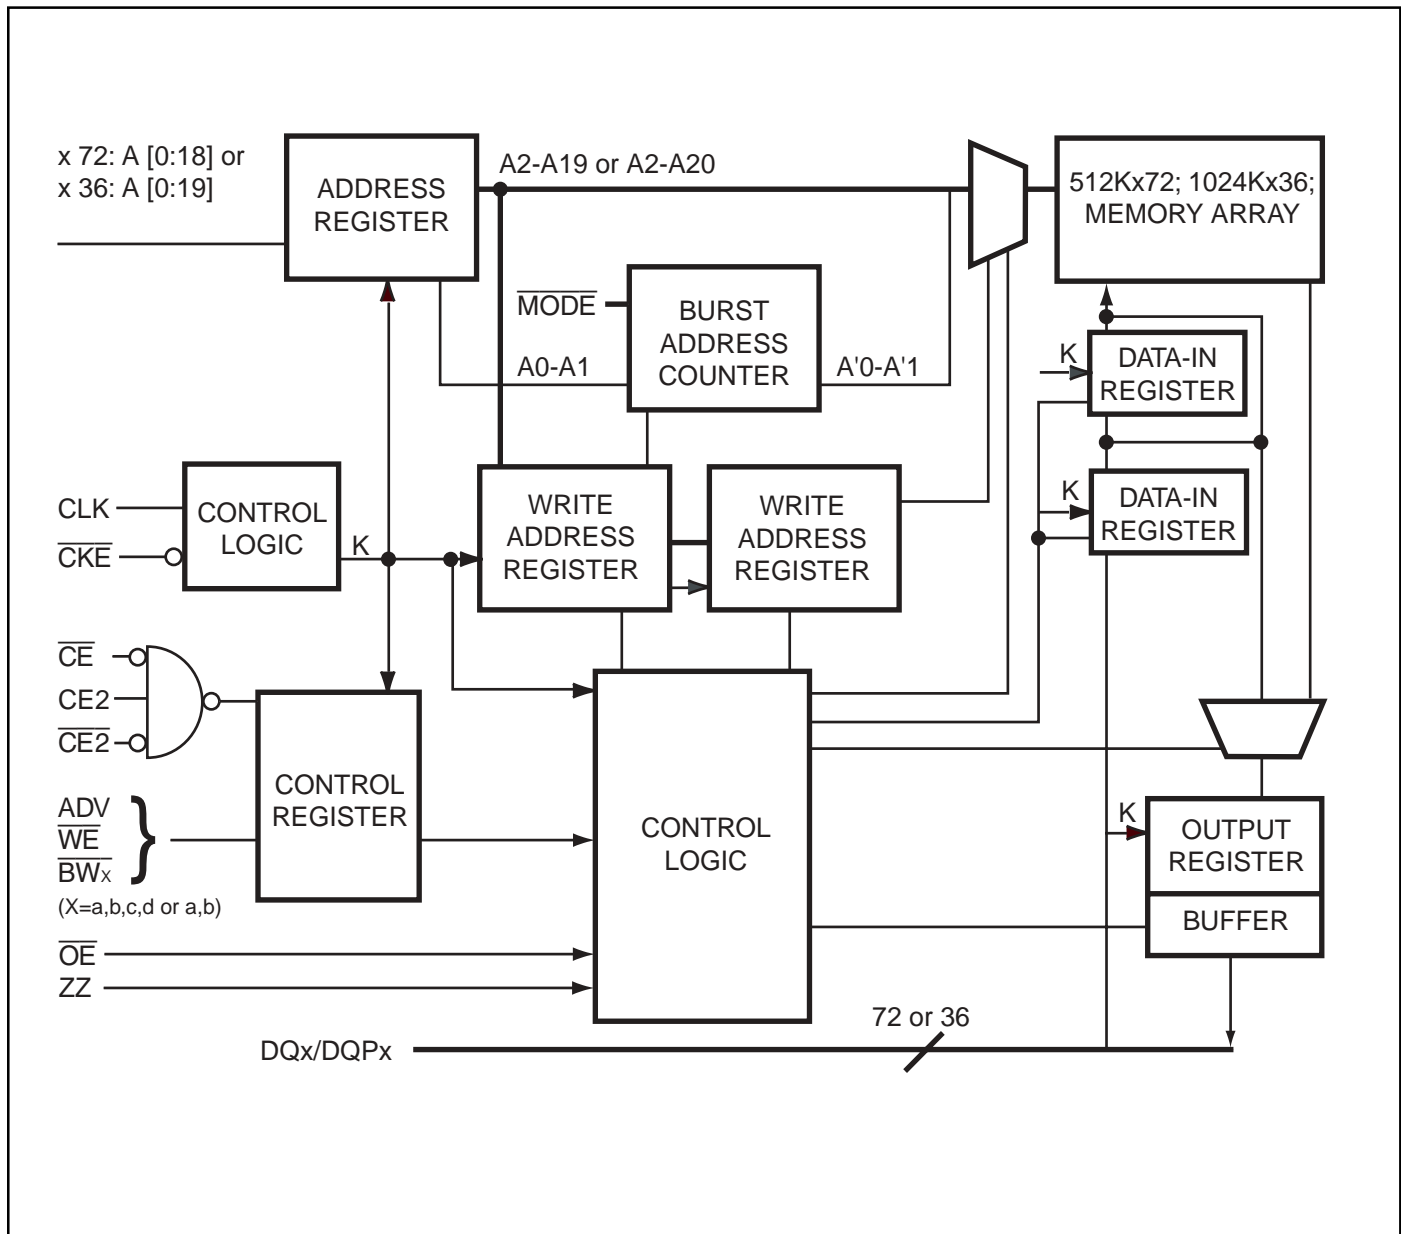 x 72: A [0:18] or
x 36: A [0:19]
ADDRESS
REGISTER
A2-A19 or A2-A20
512Kx72; 1024Kx36;
MEMORY ARRAY
MODE
BURST
ADDRESS
COUNTER
A0-A1
A'0-A'1
K
DATA-IN
REGISTER
K
DATA-IN
REGISTER
CLK
CKE
CONTROL
LOGIC
K
WRITE
ADDRESS
REGISTER
WRITE
ADDRESS
REGISTER
CE
CE2
CE2
CONTROL
REGISTER
ADV
WE
BWX
(X=a,b,c,d or a,b)
CONTROL
LOGIC
K
OUTPUT
REGISTER
BUFFER
OE
ZZ
72 or 36
DQx/DQPx